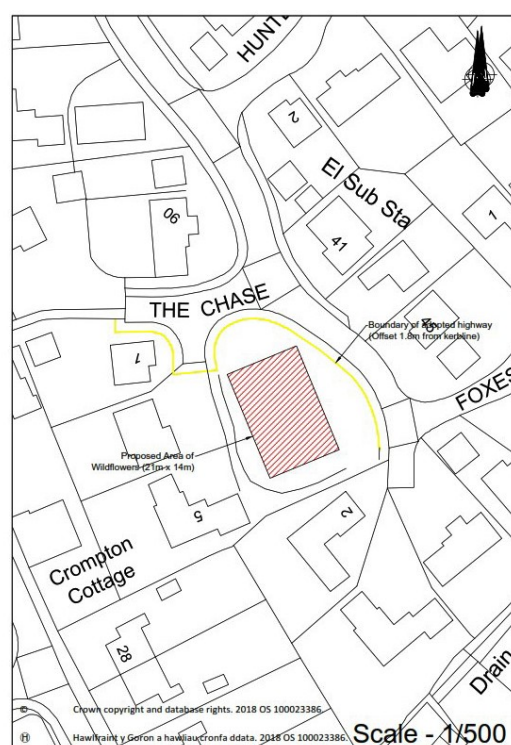 HUNTE
2
El Sub Sta
90
41
1
THE CHASE
Boundary of adopted highway
(Offset 1.8m from kerbline)
48
1
FOXES
Proposed Area of
Wildflowers (21m x 14m)
5
2
Crompton
Cottage
28
Drain
© Crown copyright and database rights. 2018 OS 100023386.
Ⓗ Hawlfraint y Goron a hawliau cronfa ddata. 2018 OS 100023386.
Scale - 1/500